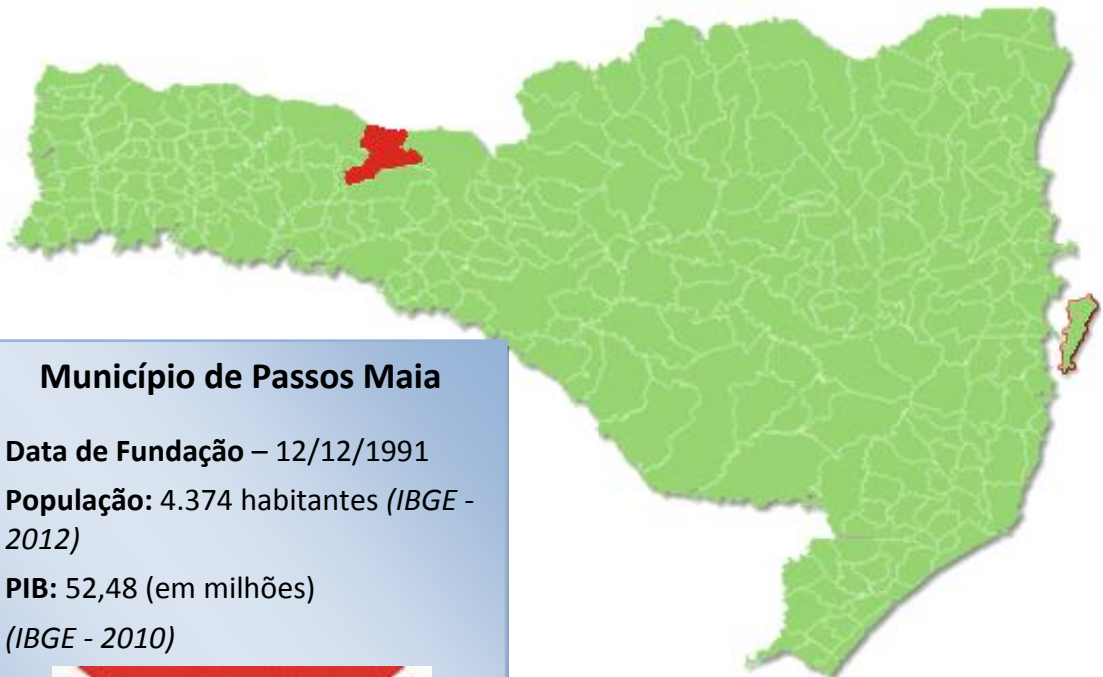 Município de Passos Maia
Data de Fundação – 12/12/1991
População: 4.374 habitantes (IBGE -
2012)
PIB: 52,48 (em milhões)
(IBGE - 2010)